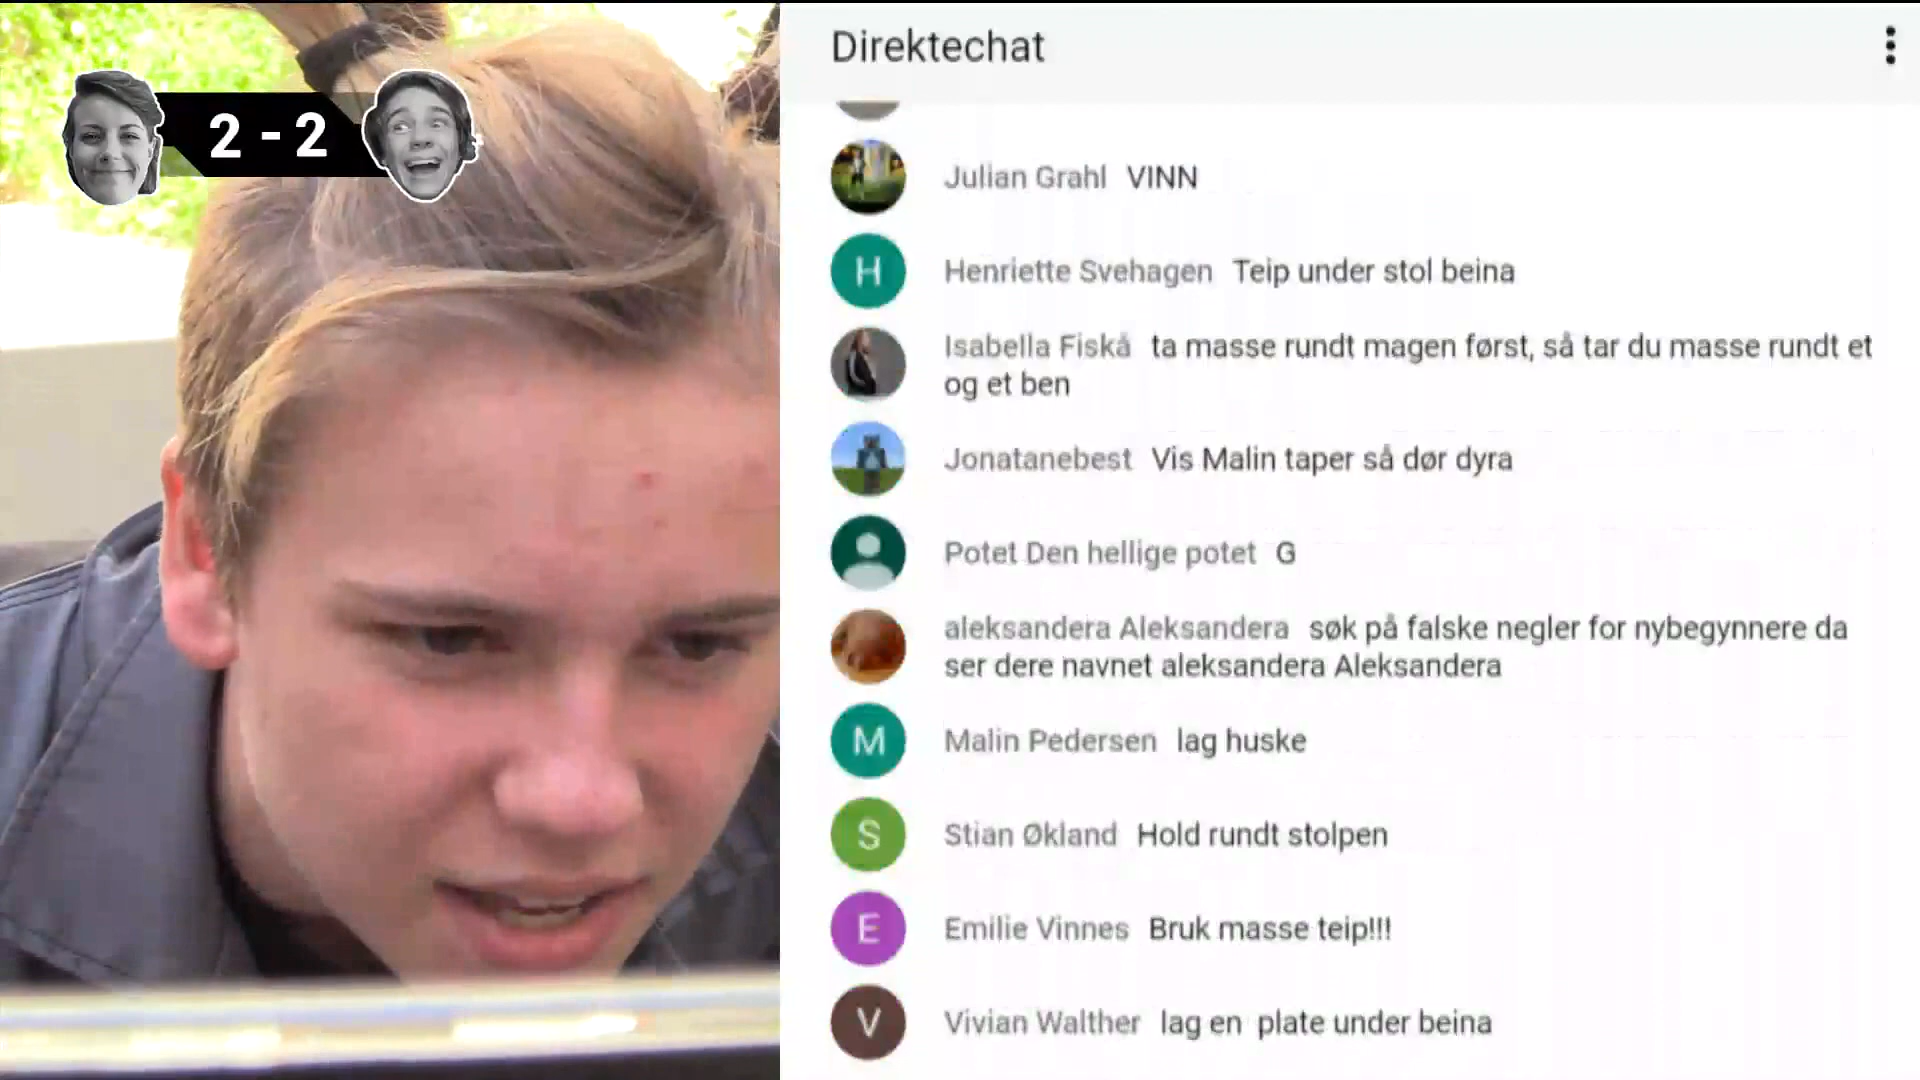 2 - 2
Direktechat
Julian Grahl VINN
H Henriette Svehagen Teip under stol beina
Isabella Fiskå ta masse rundt magen først, så tar du masse rundt et
og et ben
Jonatanebest Vis Malin taper så dør dyra
Potet Den hellige potet G
aleksandera Aleksandera søk på falske negler for nybegynnere da
ser dere navnet aleksandera Aleksandera
M Malin Pedersen lag huske
S Stian Økland Hold rundt stolpen
E Emilie Vinnes Bruk masse teip!!!
V Vivian Walther lag en plate under beina